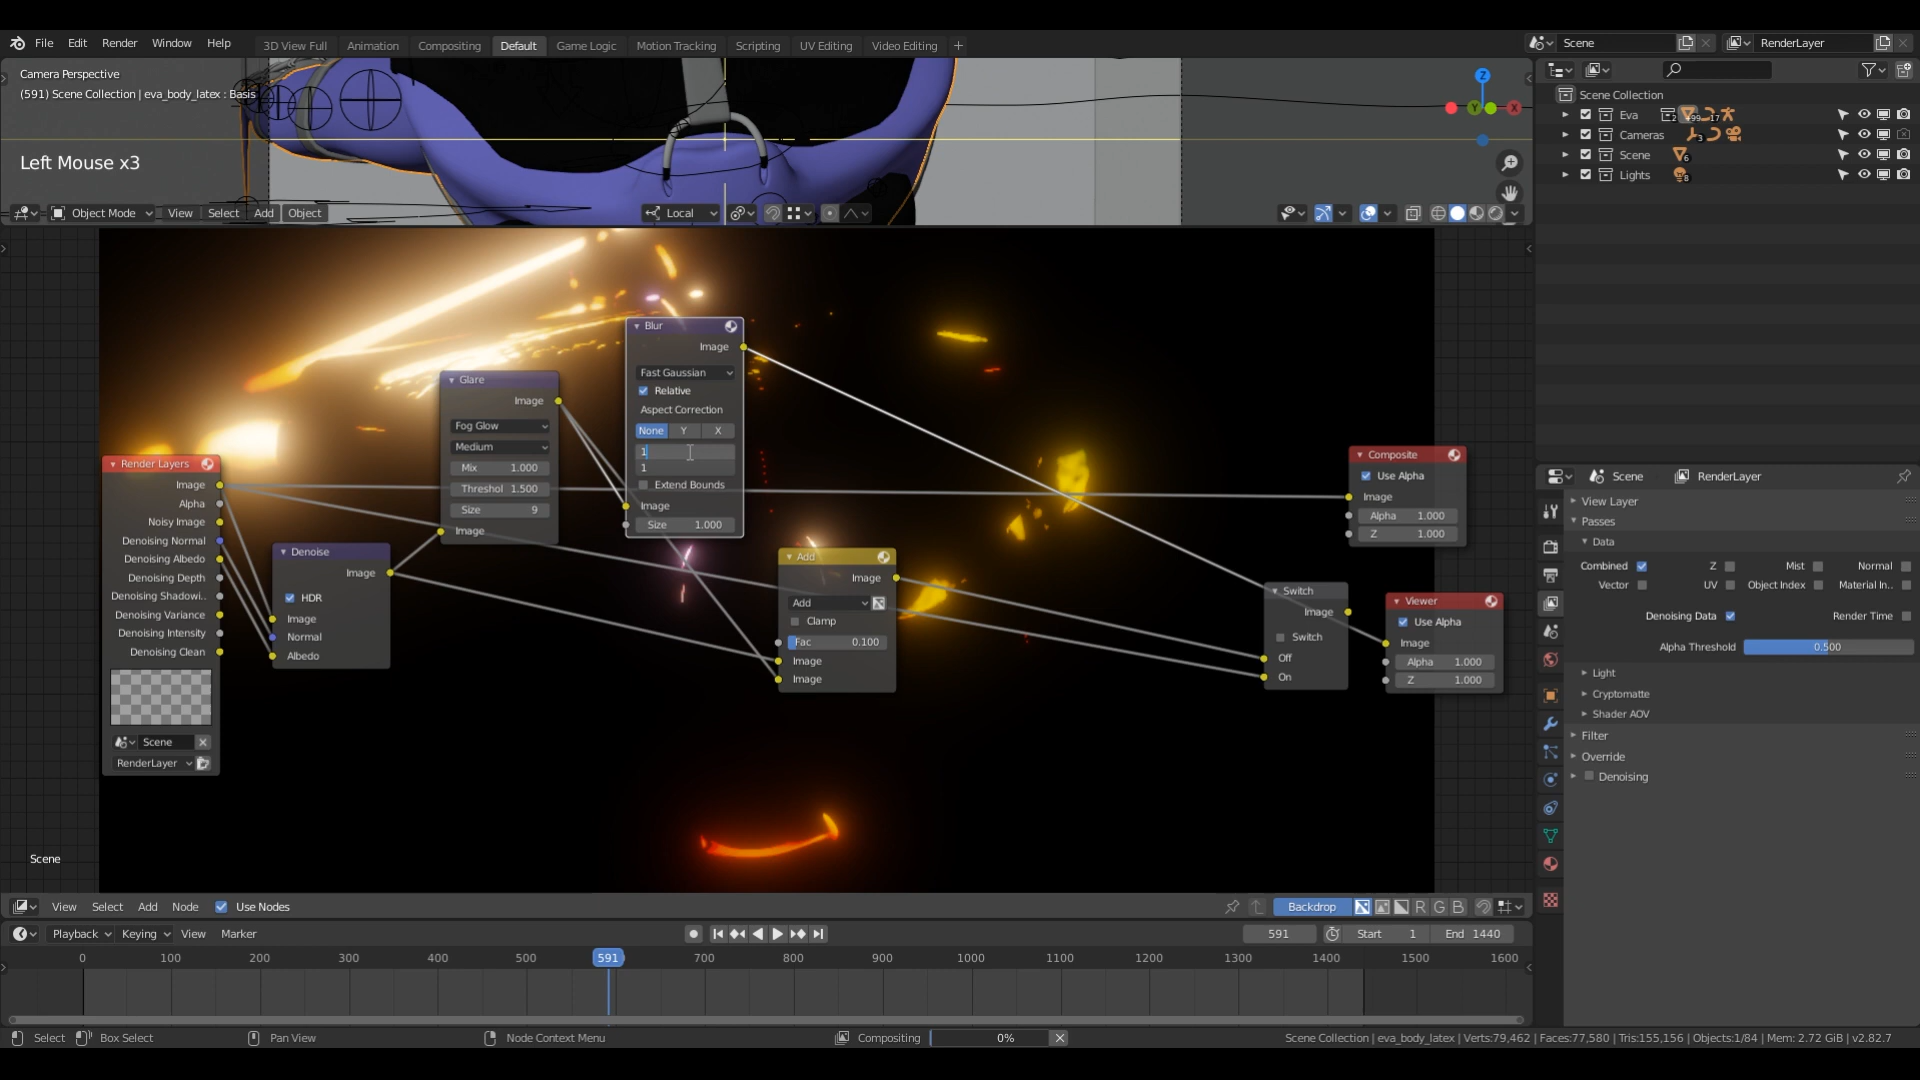 File Edit Render Window Help 3D View Full Animation Compositing Default Game Logic Motion Tracking Scripting UV Editing Video Editing + Scene RenderLayer
Camera Perspective
(591) Scene Collection | eva_body_latex : Basis
Left Mouse x3
Z
Y
X
Object Mode View Select Add Object Local
Scene Collection
Eva 2 +99 17
Cameras 3
Scene 6
Lights 8
Render Layers
Image
Alpha
Noisy Image
Denoising Normal
Denoising Albedo
Denoising Depth
Denoising Shadowi..
Denoising Variance
Denoising Intensity
Denoising Clean
Scene
RenderLayer
Denoise
Image
HDR
Image
Normal
Albedo
Glare
Image
Fog Glow
Medium
Mix 1.000
Threshol 1.500
Size 9
Image
Blur
Image
Fast Gaussian
Relative
Aspect Correction
None Y X
1
1
Extend Bounds
Image
Size 1.000
Add
Image
Add
Clamp
Fac 0.100
Image
Image
Switch
Image
Switch
Off
On
Composite
Use Alpha
Image
Alpha 1.000
Z 1.000
Viewer
Use Alpha
Image
Alpha 1.000
Z 1.000
Scene
Scene RenderLayer
View Layer
Passes
Data
Combined Z Mist Normal
Vector UV Object Index Material In..
Denoising Data Render Time
Alpha Threshold 0.500
Light
Cryptomatte
Shader AOV
Filter
Override
Denoising
View Select Add Node Use Nodes Backdrop R G B
Playback Keying View Marker 591 Start 1 End 1440
0 100 200 300 400 500 591 700 800 900 1000 1100 1200 1300 1400 1500 1600
Select Box Select Pan View Node Context Menu Compositing 0% Scene Collection | eva_body_latex | Verts:79,462 | Faces:77,580 | Tris:155,156 | Objects:1/84 | Mem: 2.72 GiB | v2.82.7